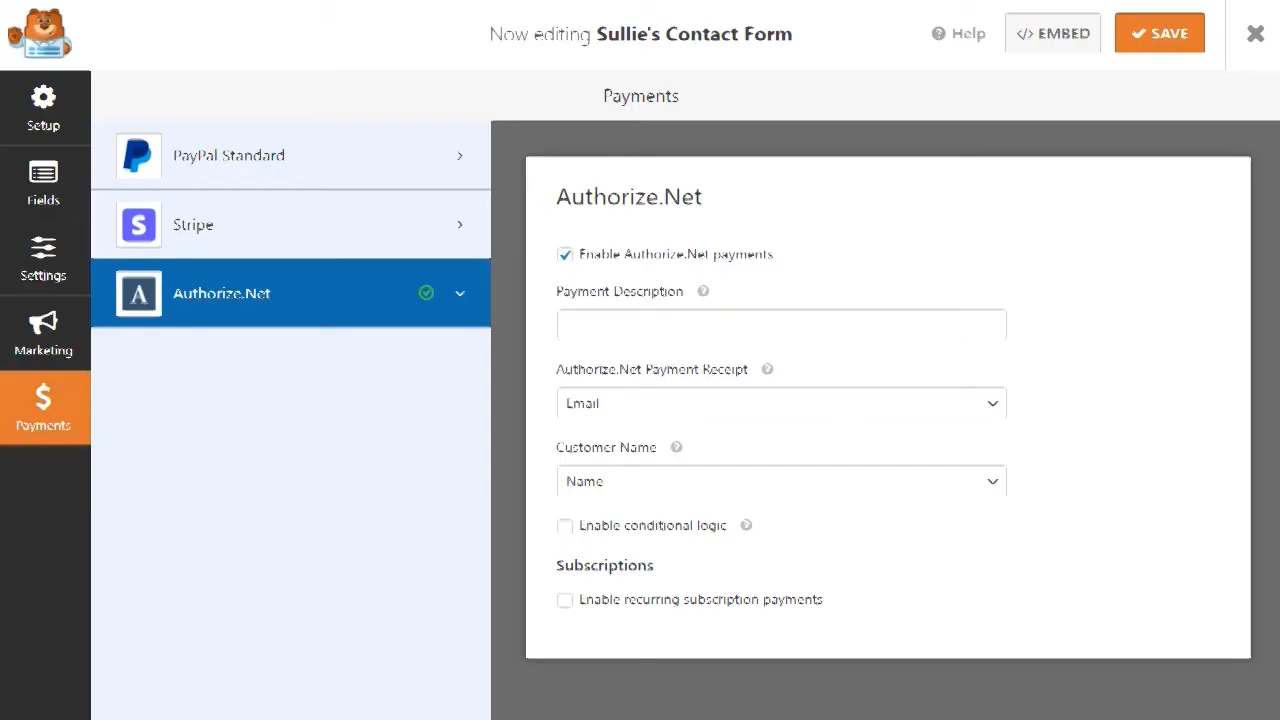 Now editing Sullie's Contact Form
Help
</> EMBED
SAVE
Setup
Fields
Settings
Marketing
$
Payments
Payments
PayPal Standard
S
Stripe
A
Authorize.Net
Authorize.Net
Enable Authorize.Net payments
Payment Description
Authorize.Net Payment Receipt
Email
Customer Name
Name
Enable conditional logic
Subscriptions
Enable recurring subscription payments